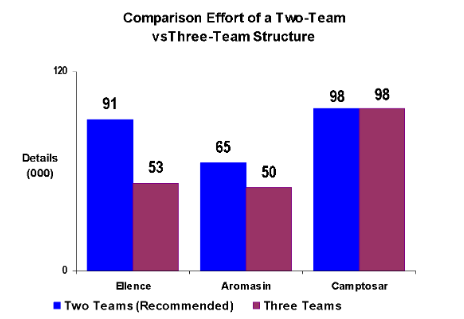 Comparison Effort of a Two-Team
vsThree-Team Structure
120
91
53
65
50
98
98
Details
(000)
0
Ellence
Aromasin
Camptosar
Two Teams (Recommended)
Three Teams